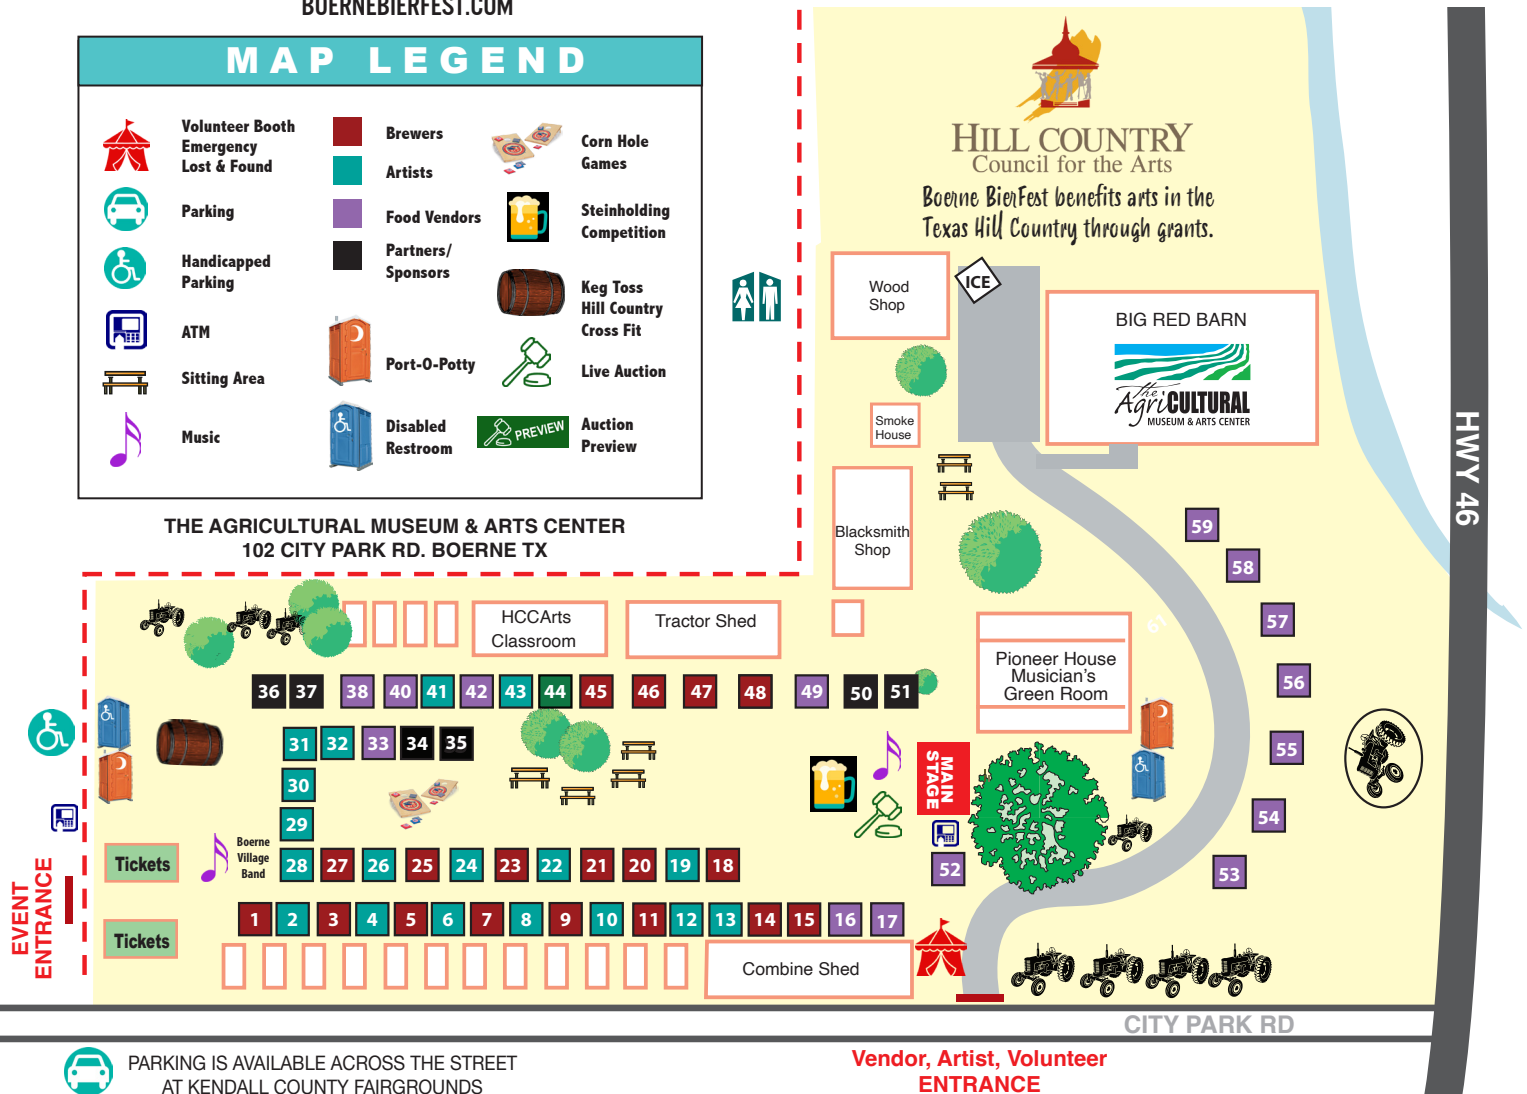 BOERNEBIERFEST.COM
MAP LEGEND
Volunteer Booth
Emergency
Lost & Found
Parking
Handicapped
Parking
ATM
Sitting Area
Music
Brewers
Artists
Food Vendors
Partners/
Sponsors
Port-O-Potty
Disabled
Restroom
Corn Hole
Games
Steinholding
Competition
Keg Toss
Hill Country
Cross Fit
Live Auction
PREVIEW
Auction
Preview
THE AGRICULTURAL MUSEUM & ARTS CENTER
102 CITY PARK RD. BOERNE TX
HILL COUNTRY
Council for the Arts
Boerne BierFest benefits arts in the
Texas Hill Country through grants.
Wood
Shop
ICE
BIG RED BARN
The
AgriCULTURAL
MUSEUM & ARTS CENTER
Smoke
House
Blacksmith
Shop
HWY 46
HCCArts
Classroom
Tractor Shed
Pioneer House
Musician's
Green Room
61
59
58
57
56
55
54
53
36 37 38 40 41 42 43 44 45 46 47 48 49 50 51
31 32 33 34 35
30
29
28 27 26 25 24 23 22 21 20 19 18
MAIN
STAGE
52
Boerne
Village
Band
Tickets
Tickets
EVENT
ENTRANCE
1 2 3 4 5 6 7 8 9 10 11 12 13 14 15 16 17
Combine Shed
CITY PARK RD
PARKING IS AVAILABLE ACROSS THE STREET
AT KENDALL COUNTY FAIRGROUNDS
Vendor, Artist, Volunteer
ENTRANCE